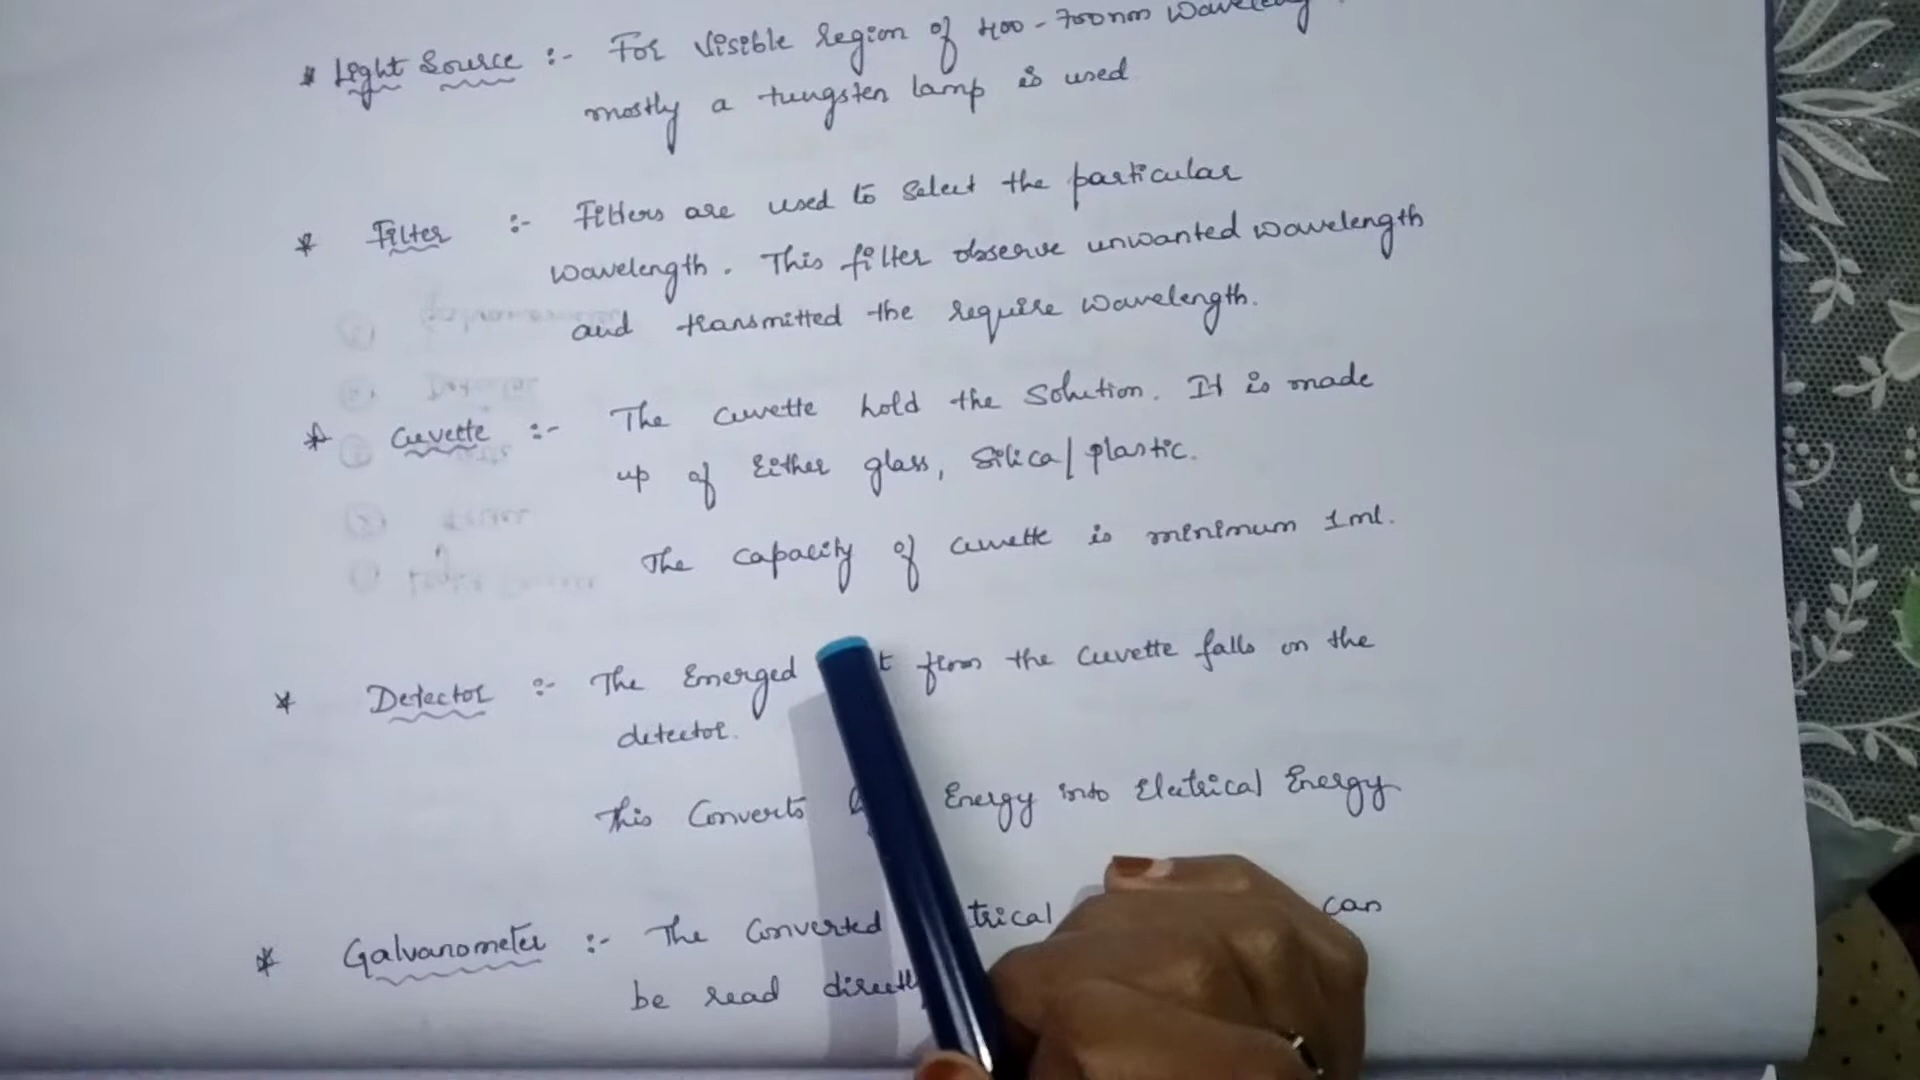 * Light Source :- For Visible region of 400-700nm
mostly a tungsten lamp is used
* Filter :- Filters are used to select the particular
wavelength. This filter observe unwanted wavelength
and transmitted the require wavelength.
* Cuvette :- The cuvette hold the solution. It is made
up of Either glass, Silica/plastic.
The capacity of cuvette is minimum 1ml.
* Detector :- The Emerged from the cuvette falls on the
detector.
This Converts Energy into Eletrical Energy
* Galvanometer :- The Converted can
be read